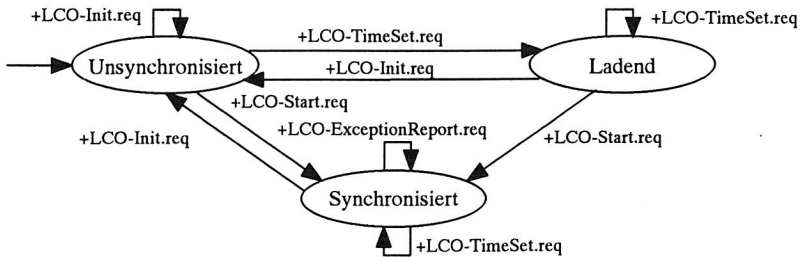 +LCO-Init.req
+LCO-TimeSet.req
+LCO-TimeSet.req
Unsynchronisiert
+LCO-Init.req
Ladend
+LCO-Start.req
+LCO-Init.req
+LCO-ExceptionReport.req
+LCO-Start.req
Synchronisiert
+LCO-TimeSet.req